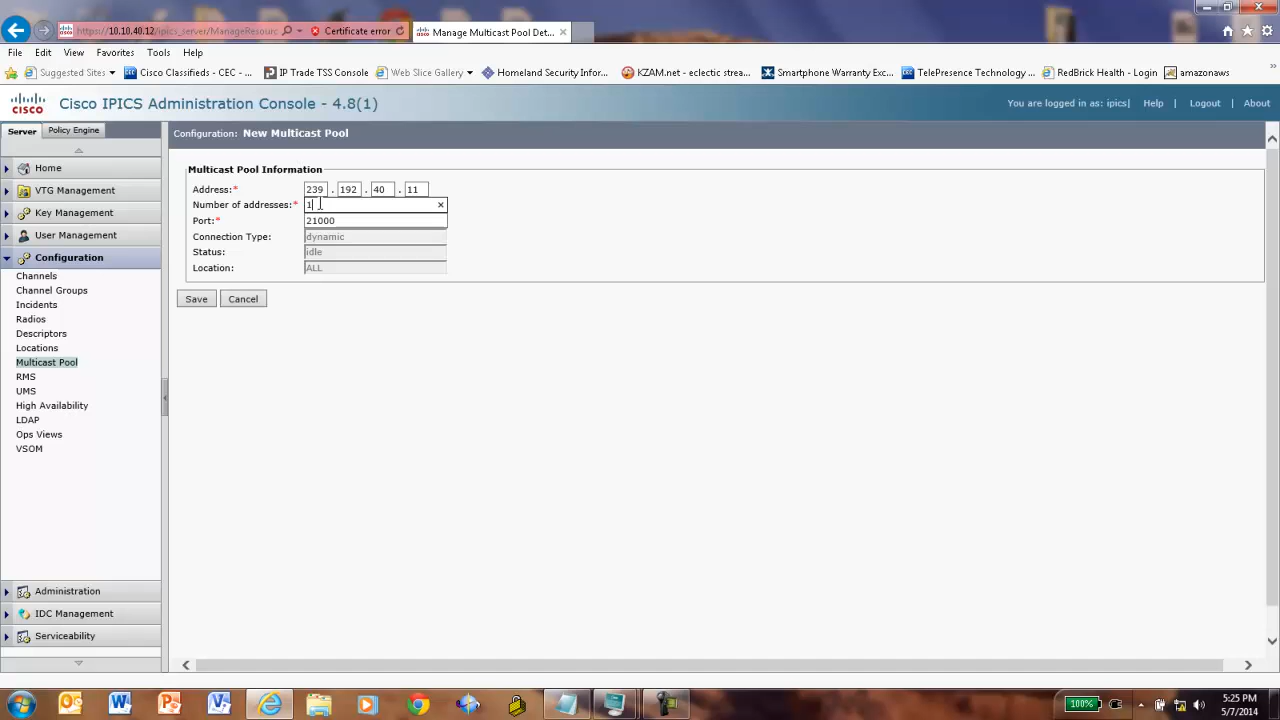 https://10.10.40.12/ipics_server/ManageResourc
Certificate error
Manage Multicast Pool Det...
File Edit View Favorites Tools Help
Suggested Sites
Cisco Classified - CEC - ...
IP Trade TSS Console
Web Slice Gallery
Homeland Security Infor...
KZAM.net - eclectic strea...
Smartphone Warranty Exc...
TelePresence Technology ...
RedBrick Health - Login
amazonaws
CISCO
Cisco IPICS Administration Console - 4.8(1)
You are logged in as: ipics| Help Logout About
Server Policy Engine
Configuration: New Multicast Pool
Home
VTG Management
Key Management
User Management
Configuration
Channels
Channel Groups
Incidents
Radios
Descriptors
Locations
Multicast Pool
RMS
UMS
High Availability
LDAP
Ops Views
VSOM
Administration
IDC Management
Serviceability
Multicast Pool Information
Address:* 239 . 192 . 40 . 11
Number of addresses:* 1
Port:* 21000
Connection Type: dynamic
Status: idle
Location: ALL
Save Cancel
100%
5:25 PM
5/7/2014